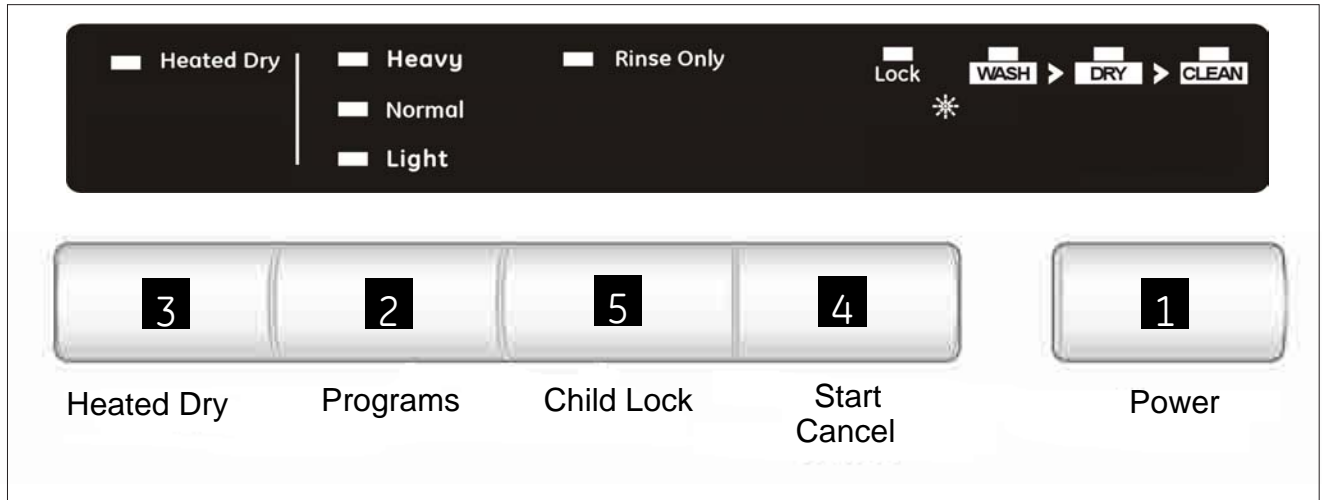 Heated Dry
Heavy
Rinse Only
Lock
WASH > DRY > CLEAN
Normal
Light
3 2 5 4 1
Heated Dry
Programs
Child Lock
Start
Cancel
Power